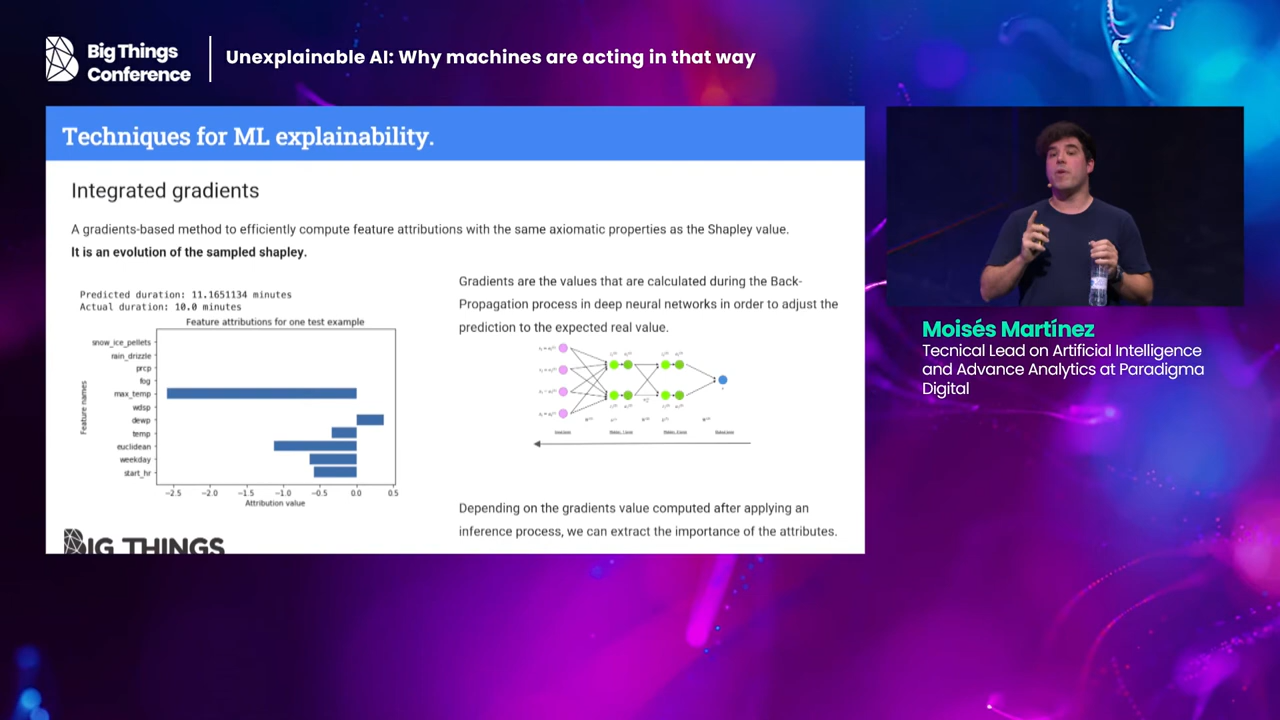 Big Things
Conference
Unexplainable AI: Why machines are acting in that way
Techniques for ML explainability.
Integrated gradients
A gradients-based method to efficiently compute feature attributions with the same axiomatic properties as the Shapley value.
It is an evolution of the sampled shapley.
Predicted duration: 11.1651134 minutes
Actual duration: 10.0 minutes
Feature attributions for one test example
Feature names
snow_ice_pellets
rain_drizzle
prcp
fog
max_temp
wdsp
dewp
temp
euclidean
weekday
start_hr
−2.5 −2.0 −1.5 −1.0 −0.5 0.0 0.5
Attribution value
Gradients are the values that are calculated during the Back-
Propagation process in deep neural networks in order to adjust the
prediction to the expected real value.
Depending on the gradients value computed after applying an
inference process, we can extract the importance of the attributes.
BIG THINGS
Moisés Martínez
Tecnical Lead on Artificial Intelligence
and Advance Analytics at Paradigma
Digital